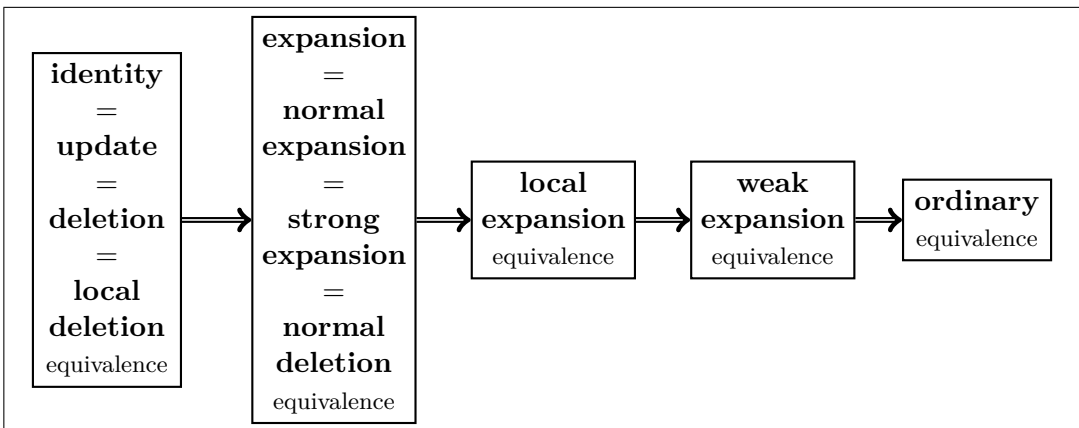 identity
=
update
=
deletion
=
local
deletion
equivalence
expansion
=
normal
expansion
=
strong
expansion
=
normal
deletion
equivalence
local
expansion
equivalence
weak
expansion
equivalence
ordinary
equivalence